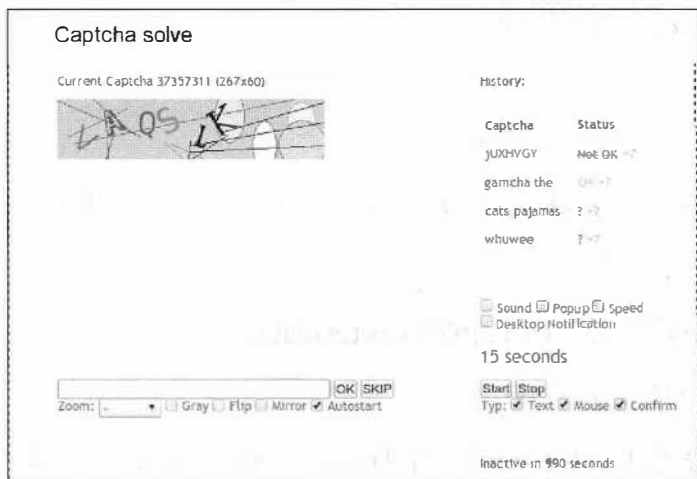 Captcha solve
Current Captcha 37357311 (267x60)
History:
Captcha Status
jUXHVGY Not OK +?
gamcha the OK +?
cats pajamas ? +?
whuwee ? +?
Sound Popup Speed
Desktop Notification
15 seconds
OK SKIP
Start Stop
Zoom: - Gray Flip Mirror Autostart
Typ: Text Mouse Confirm
Inactive in 990 seconds